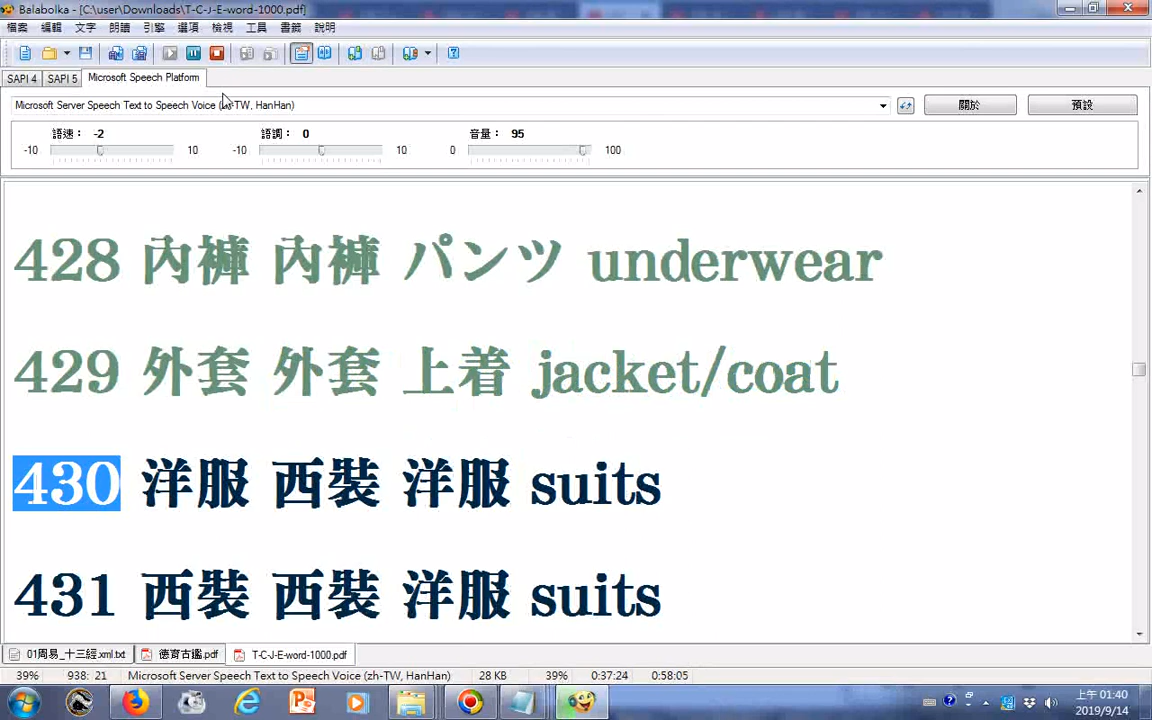 Balabolka - [C:\user\Downloads\T-C-J-E-word-1000.pdf]
檔案 編輯 文字 朗讀 引擎 選項 檢視 工具 書籤 說明
SAPI 4 SAPI 5 Microsoft Speech Platform
Microsoft Server Speech Text to Speech Voice (zh-TW, HanHan) 關於 預設
語速： -2 語調： 0 音量： 95
-10 10 -10 10 0 100
428 內褲 內褲 パンツ underwear
429 外套 外套 上着 jacket/coat
430 洋服 西裝 洋服 suits
431 西裝 西裝 洋服 suits
01周易_十三經.xml.txt 德育古鑑.pdf T-C-J-E-word-1000.pdf
39% 938: 21 Microsoft Server Speech Text to Speech Voice (zh-TW, HanHan) 28 KB 39% 0:37:24 0:58:05
上午 01:40
2019/9/14